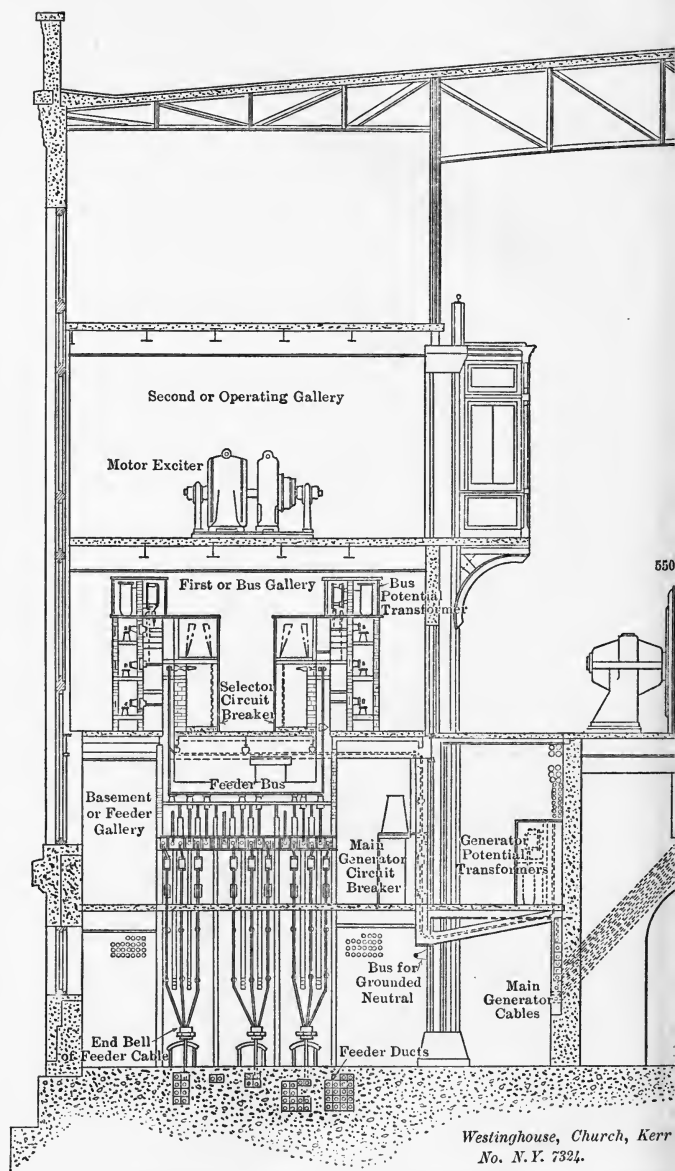 Second or Operating Gallery
Motor Exciter
550
First or Bus Gallery
Bus
Potential
Transformer
Selector
Circuit
Breaker
Feeder Bus
Basement
or Feeder
Gallery
Main
Generator
Circuit
Breaker
Generator
Potential
Transformers
Bus for
Grounded
Neutral
Main
Generator
Cables
End Bell
of Feeder Cable
Feeder Ducts
Westinghouse, Church, Kerr
No. N.Y. 7324.